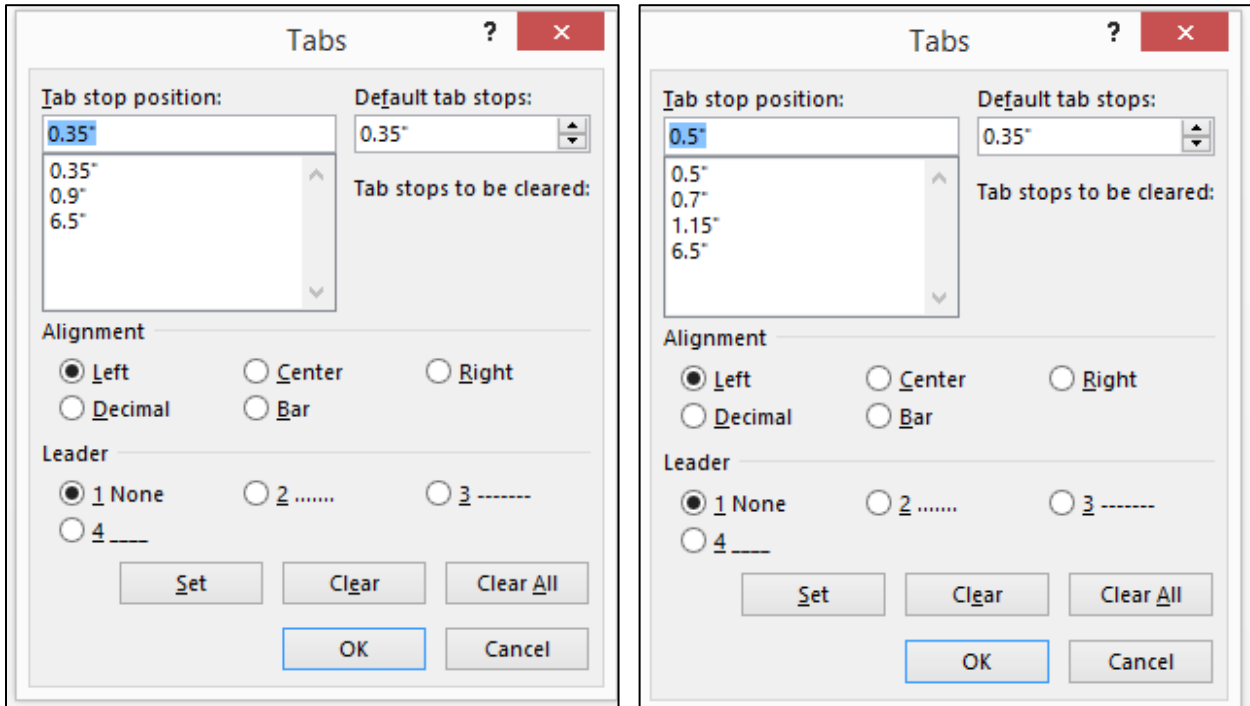 Tabs ? ×
Tab stop position: Default tab stops:
0.35" 0.35"
0.35"
0.9"
6.5"
Tab stops to be cleared:
Alignment
Left Center Right
Decimal Bar
Leader
1 None 2 ....... 3 -------
4 ____
Set Clear Clear All
OK Cancel
Tabs ? ×
Tab stop position: Default tab stops:
0.5" 0.35"
0.5"
0.7"
1.15"
6.5"
Tab stops to be cleared:
Alignment
Left Center Right
Decimal Bar
Leader
1 None 2 ....... 3 -------
4 ____
Set Clear Clear All
OK Cancel